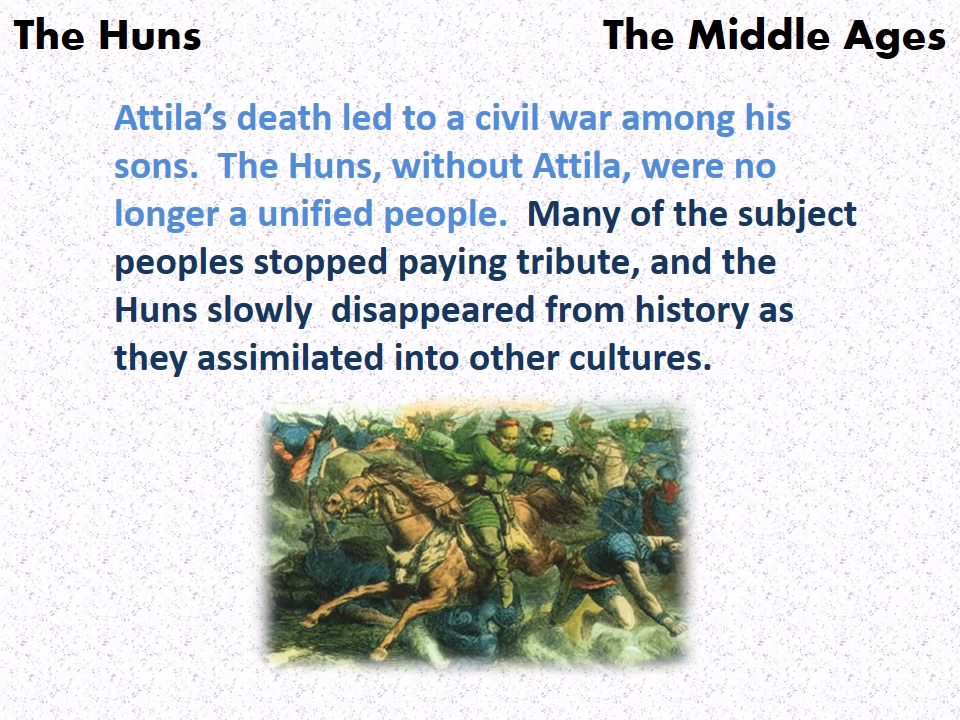 The Huns
The Middle Ages
Attila’s death led to a civil war among his
sons.  The Huns, without Attila, were no
longer a unified people.  Many of the subject
peoples stopped paying tribute, and the
Huns slowly  disappeared from history as
they assimilated into other cultures.